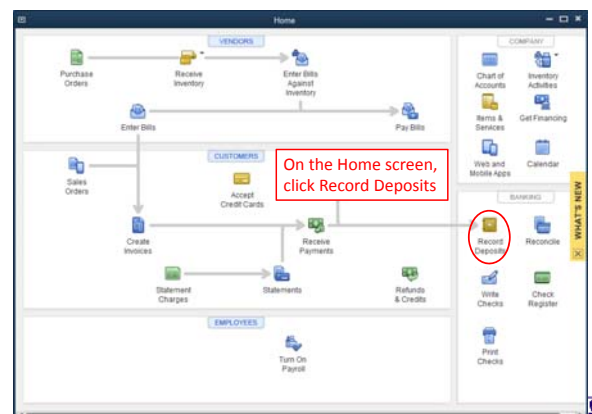 Home
VENDORS
Purchase
Orders
Receive
Inventory
Enter Bills
Against
Inventory
Enter Bills
Pay Bills
CUSTOMERS
Sales
Orders
Accept
Credit Cards
On the Home screen,
click Record Deposits
Create
Invoices
Receive
Payments
Statement
Charges
Statements
Refunds
& Credits
EMPLOYEES
Turn On
Payroll
COMPANY
Chart of
Accounts
Inventory
Activities
Items &
Services
Get Financing
Web and
Mobile Apps
Calendar
BANKING
Record
Deposits
Reconcile
Write
Checks
Check
Register
Print
Checks
WHAT'S NEW